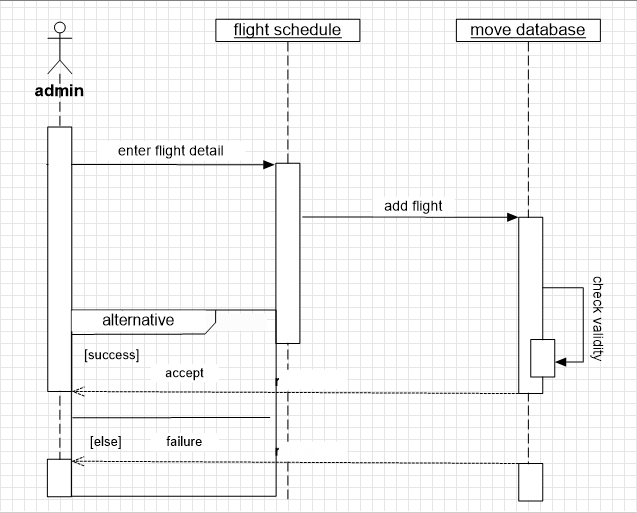 flight schedule
move database
admin
enter flight detail
add flight
check validity
alternative
[success]
accept
[else]
failure